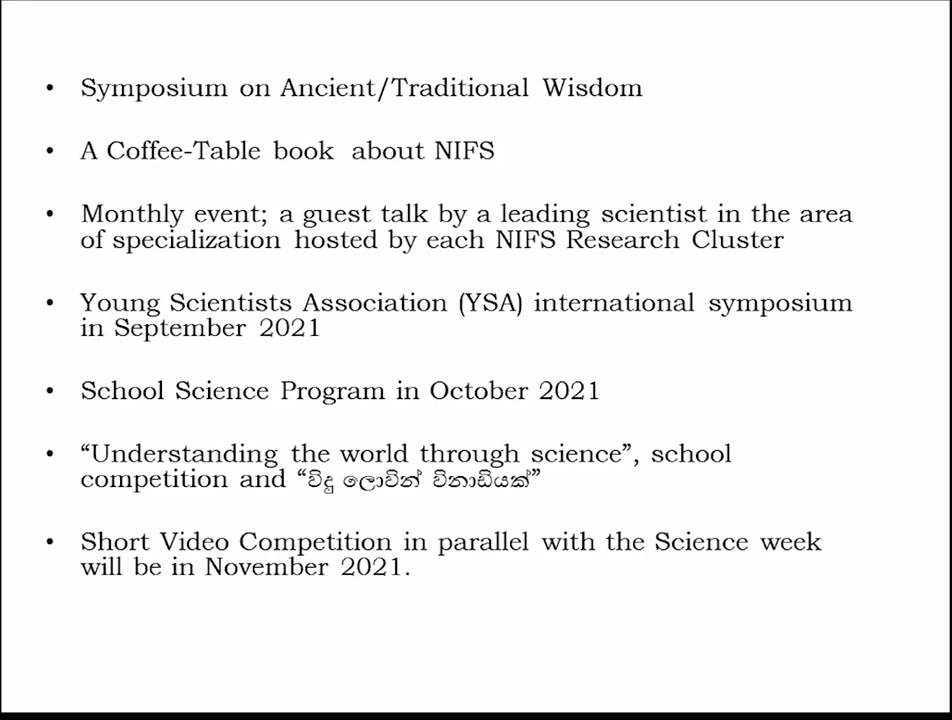 • Symposium on Ancient/Traditional Wisdom
• A Coffee-Table book about NIFS
• Monthly event; a guest talk by a leading scientist in the area
of specialization hosted by each NIFS Research Cluster
• Young Scientists Association (YSA) international symposium
in September 2021
• School Science Program in October 2021
• “Understanding the world through science”, school
competition and “විදු ලොවින් විනාඩියක්”
• Short Video Competition in parallel with the Science week
will be in November 2021.